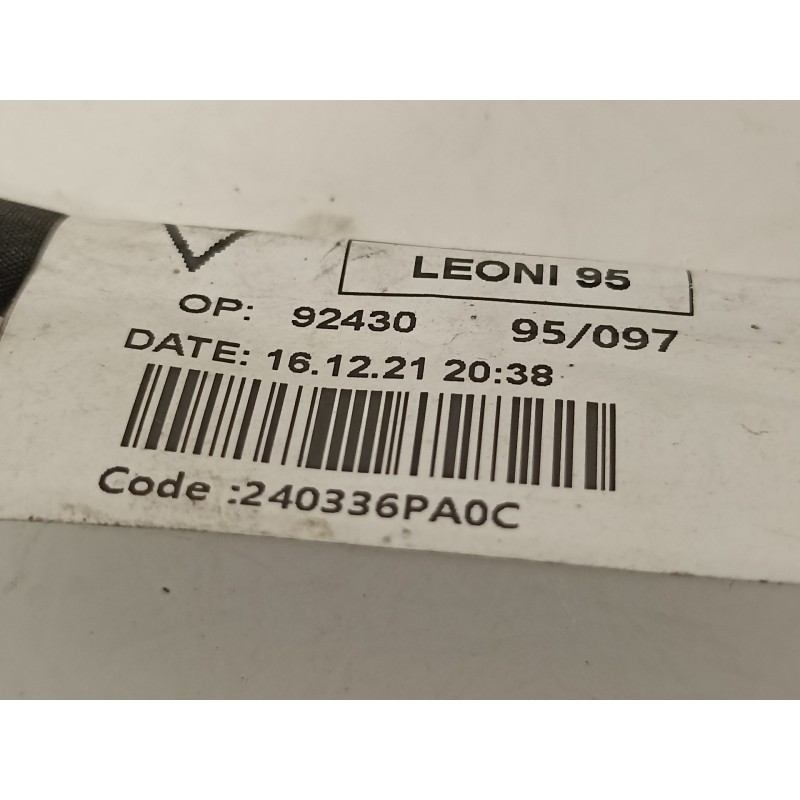 LEONI 95
OP: 92430 95/097
DATE: 16.12.21 20:38
Code :240336PA0C